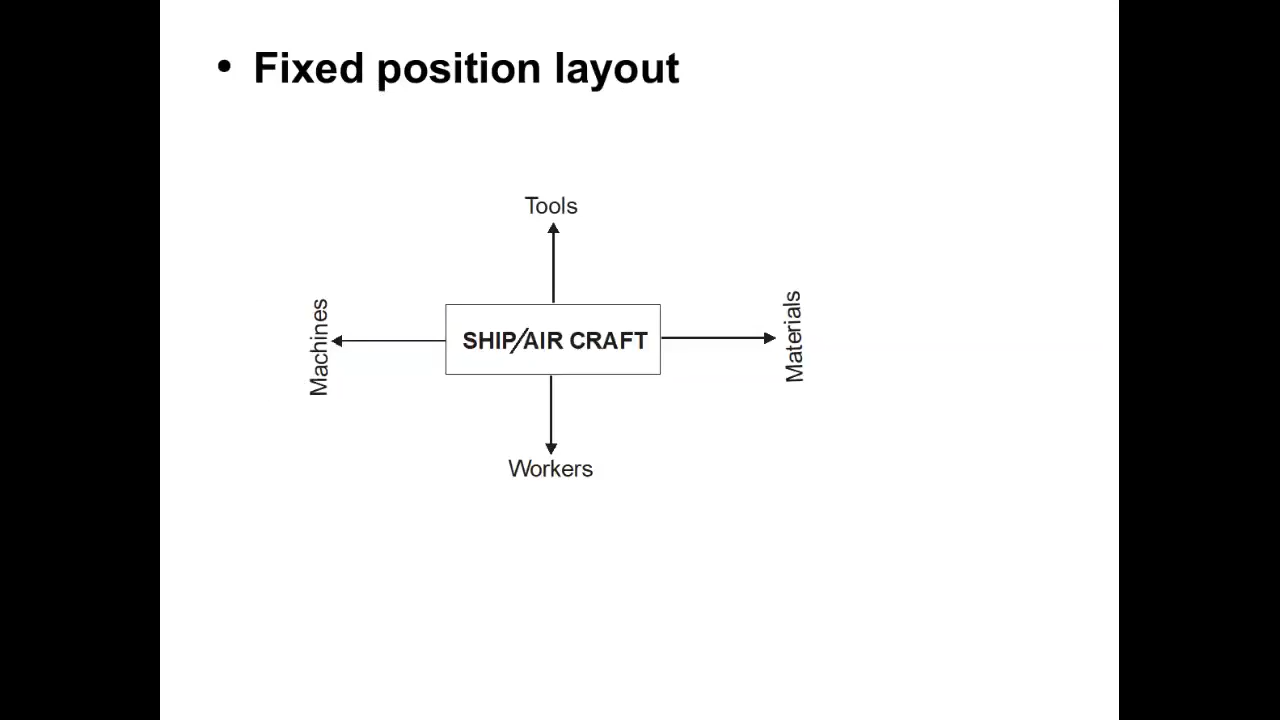 • Fixed position layout
Tools
Machines
SHIP/AIR CRAFT
Materials
Workers